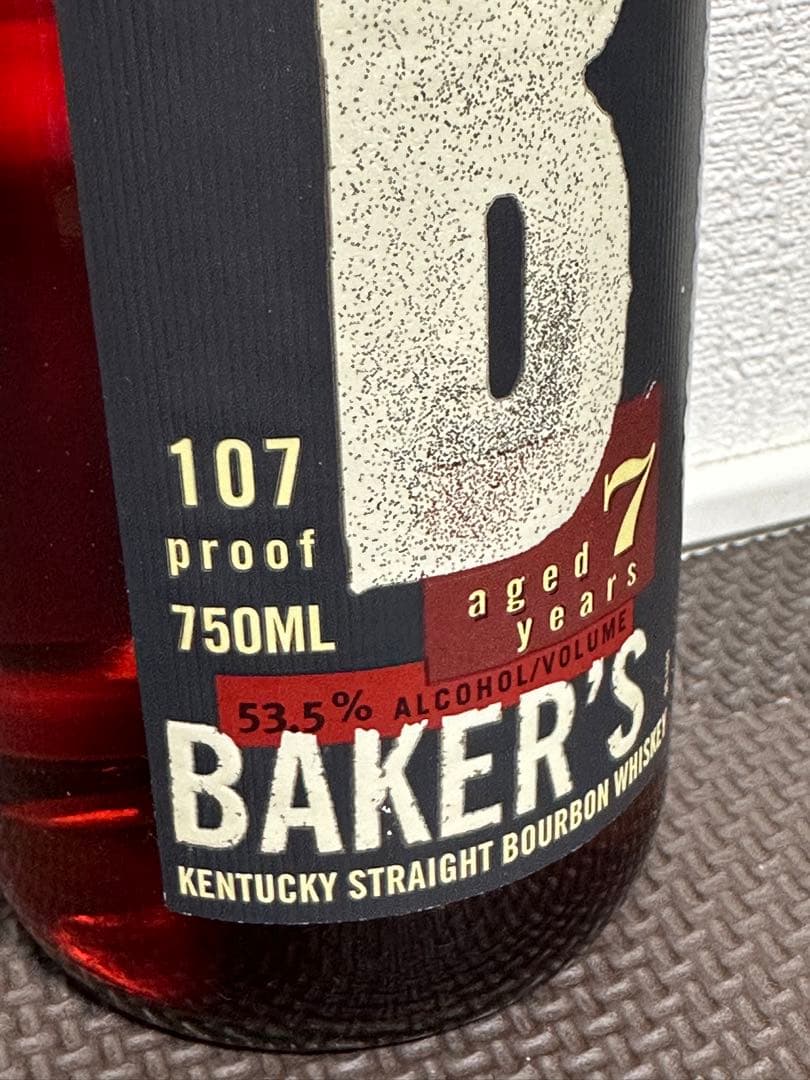 B
107
proof
750ML
aged 7
years
53.5% ALCOHOL/VOLUME
BAKER'S
KENTUCKY STRAIGHT BOURBON WHISKEY